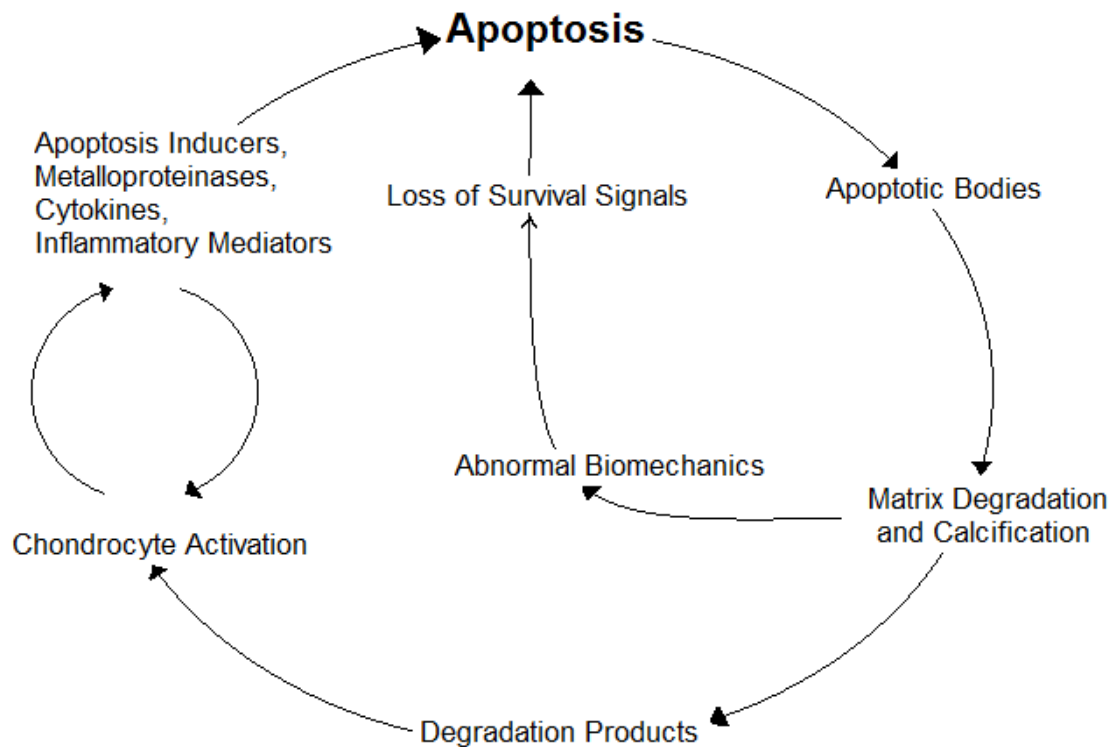 Apoptosis
Apoptosis Inducers,
Metalloproteinases,
Cytokines,
Inflammatory Mediators
Loss of Survival Signals
Apoptotic Bodies
Abnormal Biomechanics
Matrix Degradation
and Calcification
Chondrocyte Activation
Degradation Products